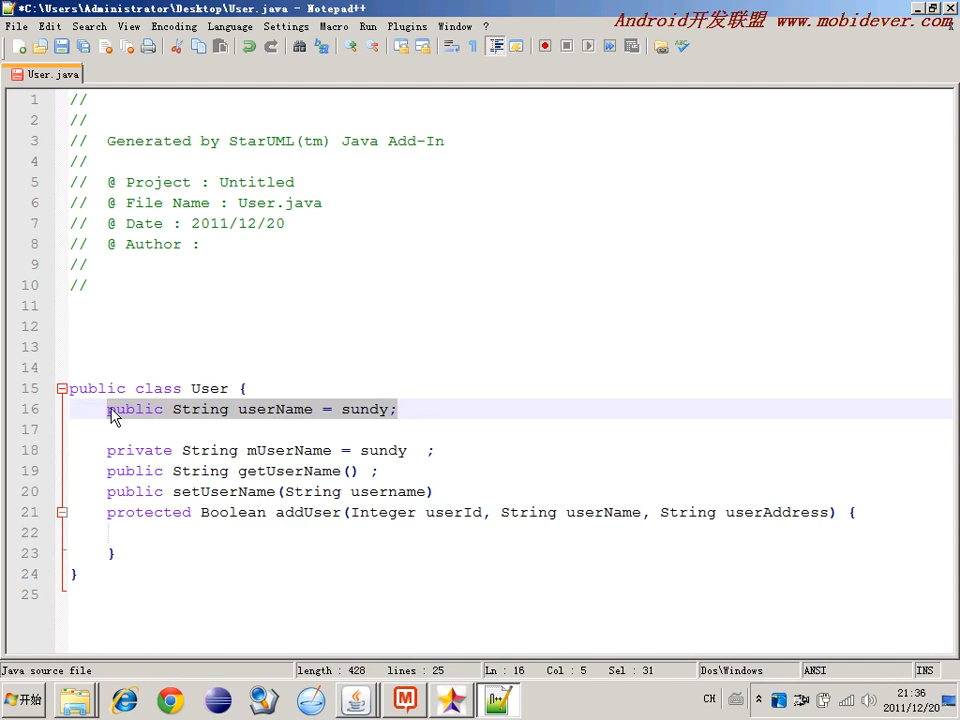 *C:\Users\Administrator\Desktop\User.java - Notepad++
Android开发联盟 www.mobidever.com
File Edit Search View Encoding Language Settings Macro Run Plugins Window ?
User.java
1 //
2 //
3 // Generated by StarUML(tm) Java Add-In
4 //
5 // @ Project : Untitled
6 // @ File Name : User.java
7 // @ Date : 2011/12/20
8 // @ Author :
9 //
10 //
11
12
13
14
15 public class User {
16 public String userName = sundy;
17
18 private String mUserName = sundy  ;
19 public String getUserName() ;
20 public setUserName(String username)
21 protected Boolean addUser(Integer userId, String userName, String userAddress) {
22
23 }
24 }
25
Java source file length : 428 lines : 25 Ln : 16 Col : 5 Sel : 31 Dos\Windows ANSI INS
开始 CH 21:36
2011/12/20